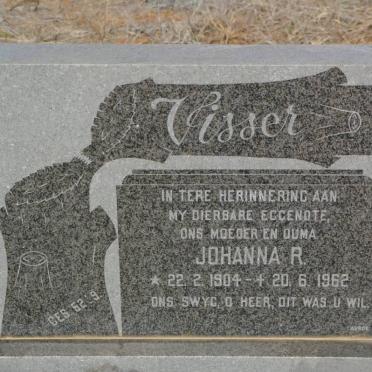 Visser
IN TERE HERINNERING AAN
MY DIERBARE EGGENOTE,
ONS MOEDER EN OUMA
JOHANNA R.
* 22. 2. 1904 - ✝ 20. 6. 1962
ONS SWYG, O HEER, DIT WAS U WIL
GES 62:9